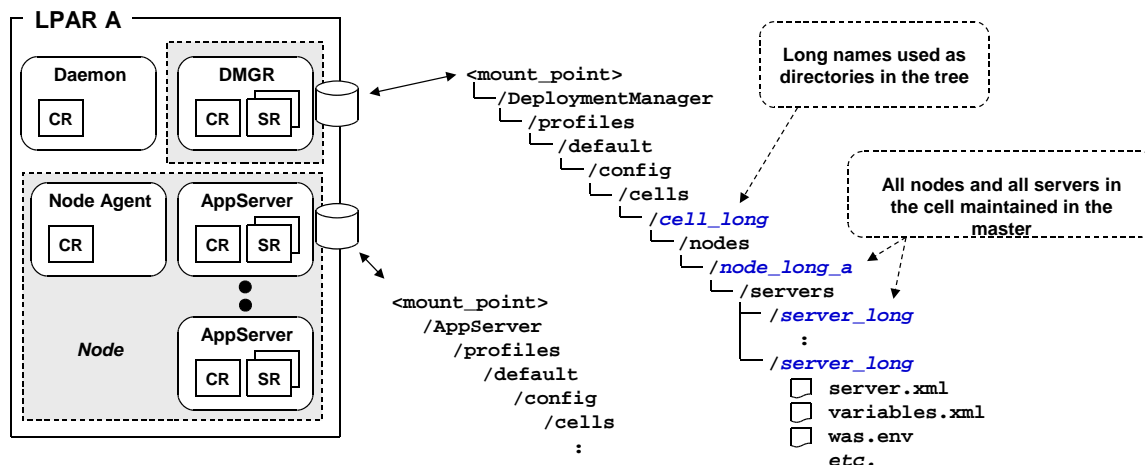 LPAR A
Daemon
CR
DMGR
CR
SR
Node Agent
CR
AppServer
CR
SR
AppServer
CR
SR
Node
<mount_point>
/DeploymentManager
/profiles
/default
/config
/cells
/cell_long
/nodes
/node_long_a
/servers
/server_long
:
/server_long
server.xml
variables.xml
was.env
etc.
<mount_point>
/AppServer
/profiles
/default
/config
/cells
:
Long names used as
directories in the tree
All nodes and all servers in
the cell maintained in the
master